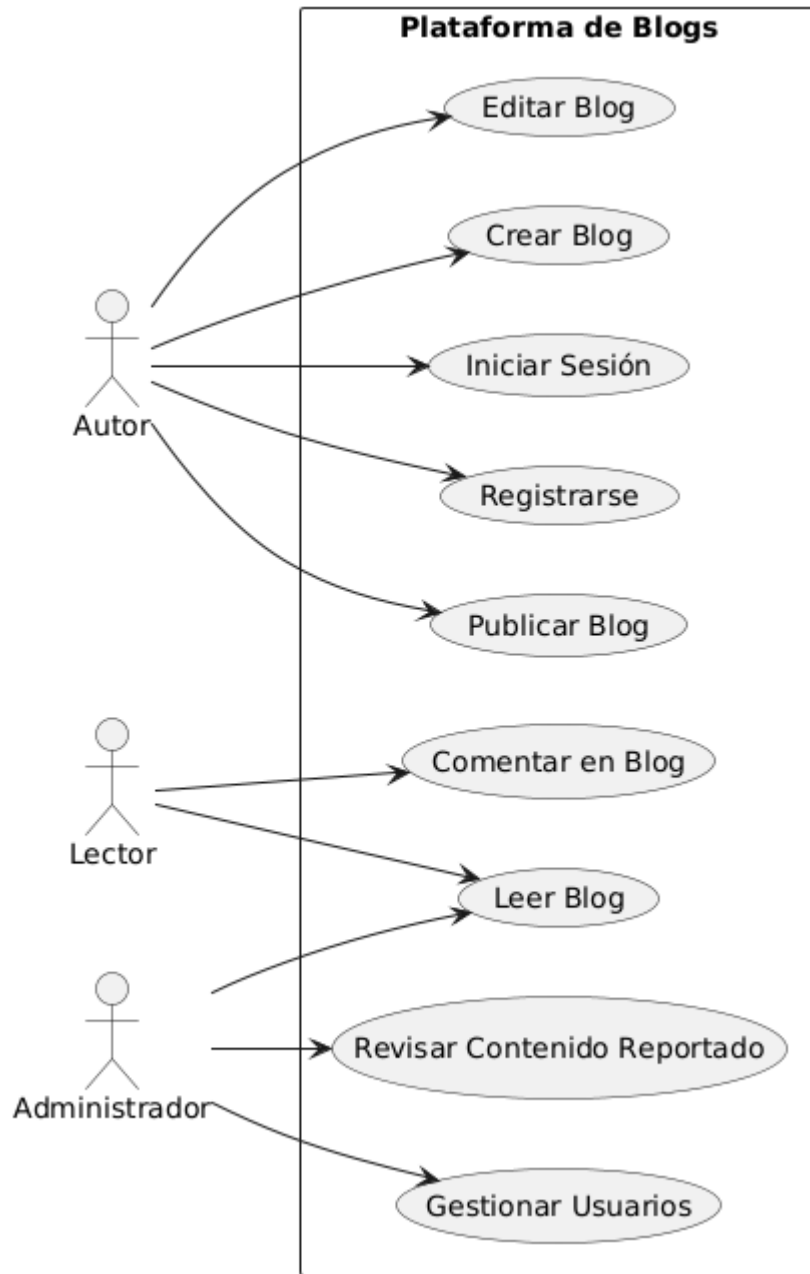 Plataforma de Blogs
Editar Blog
Crear Blog
Iniciar Sesión
Autor
Registrarse
Publicar Blog
Comentar en Blog
Lector
Leer Blog
Revisar Contenido Reportado
Administrador
Gestionar Usuarios